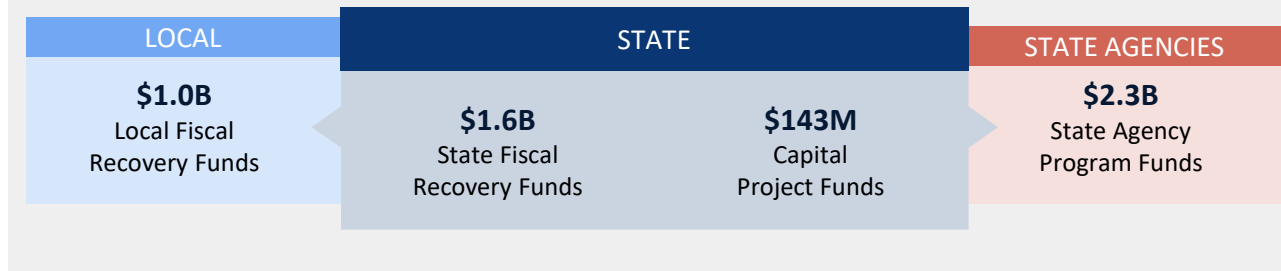 LOCAL
$1.0B
Local Fiscal
Recovery Funds
STATE
$1.6B
State Fiscal
Recovery Funds
$143M
Capital
Project Funds
STATE AGENCIES
$2.3B
State Agency
Program Funds